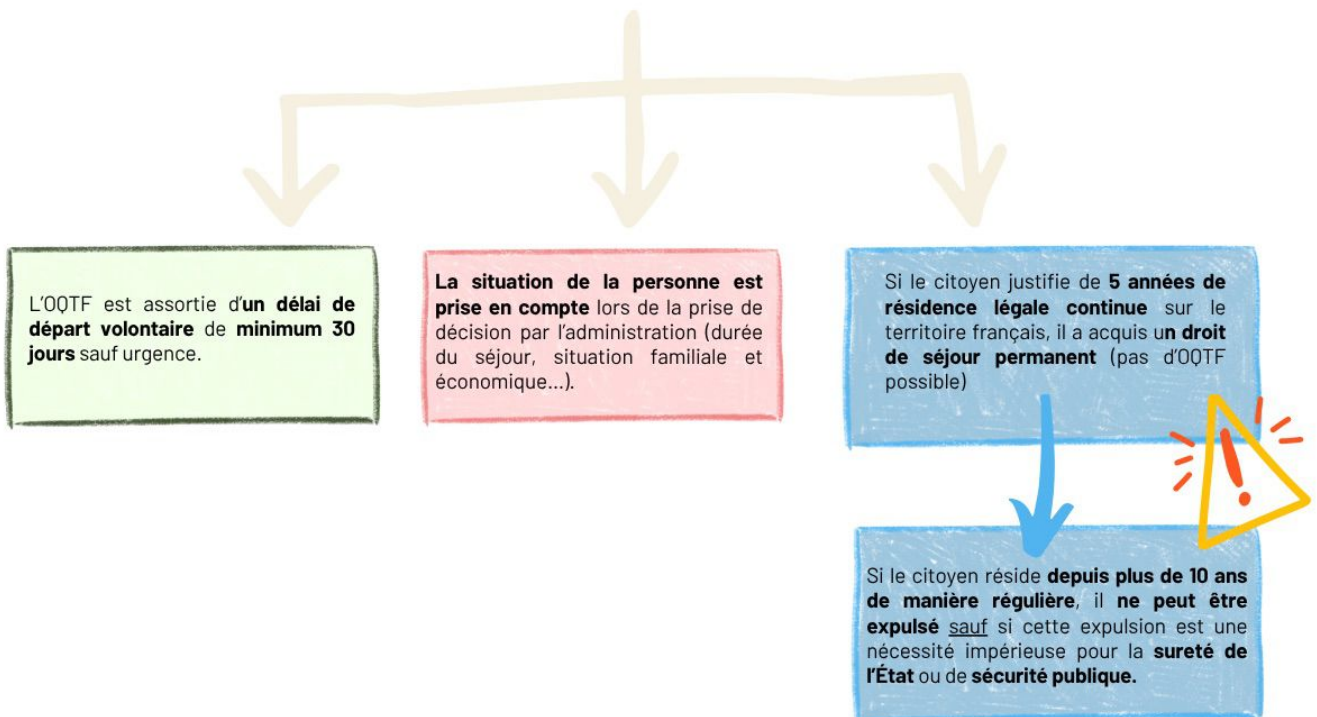 L'OQTF est assortie d'un délai de
départ volontaire de minimum 30
jours sauf urgence.
La situation de la personne est
prise en compte lors de la prise de
décision par l'administration (durée
du séjour, situation familiale et
économique...).
Si le citoyen justifie de 5 années de
résidence légale continue sur le
territoire français, il a acquis un droit
de séjour permanent (pas d'OQTF
possible)
Si le citoyen réside depuis plus de 10 ans
de manière régulière, il ne peut être
expulsé sauf si cette expulsion est une
nécessité impérieuse pour la sureté de
l'État ou de sécurité publique.